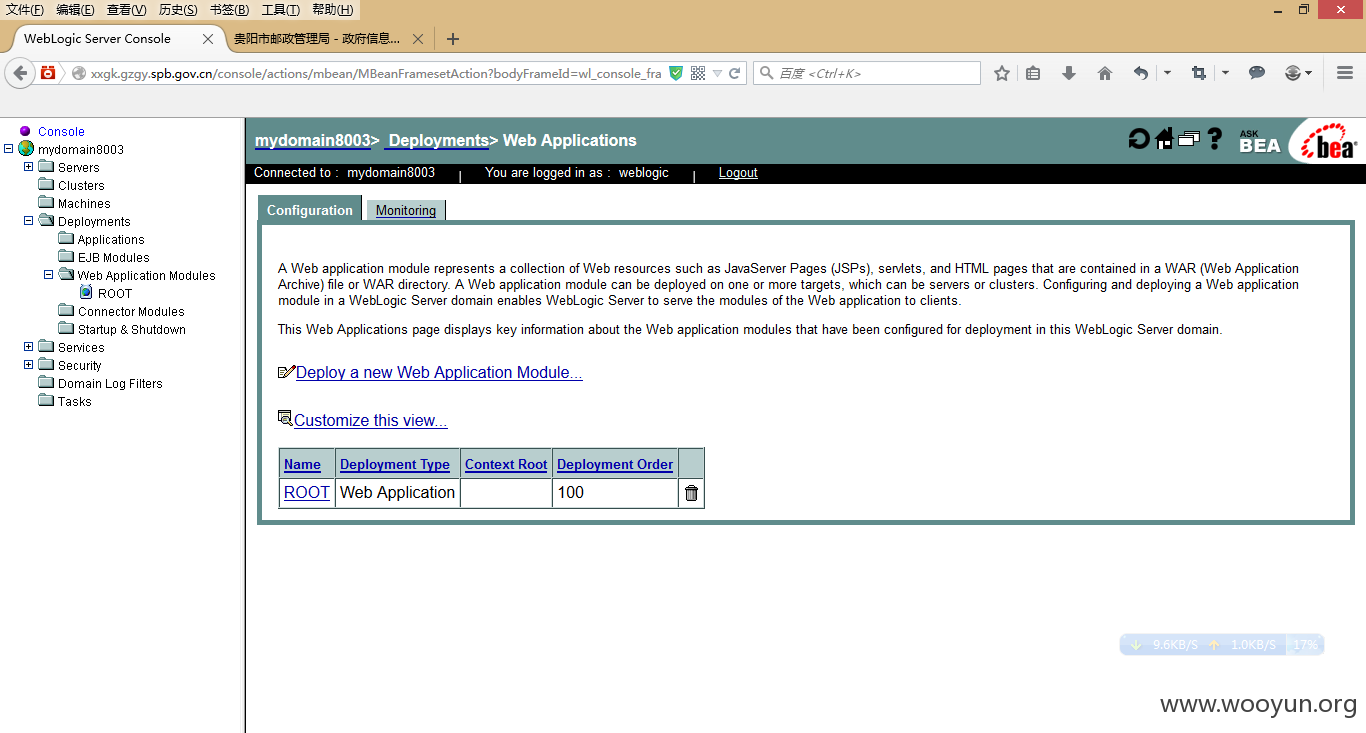 文件(F) 编辑(E) 查看(V) 历史(S) 书签(B) 工具(T) 帮助(H)
WebLogic Server Console
贵阳市邮政管理局 - 政府信息...
xxgk.gzgy.spb.gov.cn/console/actions/mbean/MBeanFramesetAction?bodyFrameId=wl_console_fra
百度 <Ctrl+K>
Console
mydomain8003
Servers
Clusters
Machines
Deployments
Applications
EJB Modules
Web Application Modules
ROOT
Connector Modules
Startup & Shutdown
Services
Security
Domain Log Filters
Tasks
mydomain8003> Deployments> Web Applications
ASK
BEA
bea
Connected to : mydomain8003 | You are logged in as : weblogic | Logout
Configuration Monitoring
A Web application module represents a collection of Web resources such as JavaServer Pages (JSPs), servlets, and HTML pages that are contained in a WAR (Web Application
Archive) file or WAR directory. A Web application module can be deployed on one or more targets, which can be servers or clusters. Configuring and deploying a Web application
module in a WebLogic Server domain enables WebLogic Server to serve the modules of the Web application to clients.
This Web Applications page displays key information about the Web application modules that have been configured for deployment in this WebLogic Server domain.
Deploy a new Web Application Module...
Customize this view...
Name Deployment Type Context Root Deployment Order
ROOT Web Application 100
9.6KB/S 1.0KB/S 17%
www.wooyun.org